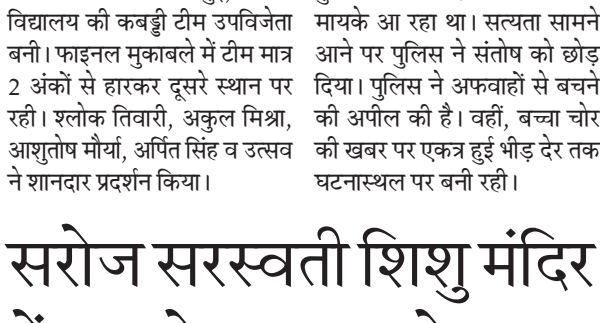 विद्यालय की कबड्डी टीम उपविजेता
बनी। फाइनल मुकाबले में टीम मात्र
2 अंकों से हारकर दूसरे स्थान पर
रही। श्लोक तिवारी, अकुल मिश्रा,
आशुतोष मौर्या, अर्पित सिंह व उत्सव
ने शानदार प्रदर्शन किया।
मायके आ रहा था। सत्यता सामने
आने पर पुलिस ने संतोष को छोड़
दिया। पुलिस ने अफवाहों से बचने
की अपील की है। वहीं, बच्चा चोर
की खबर पर एकत्र हुई भीड़ देर तक
घटनास्थल पर बनी रही।
सरोज सरस्वती शिशु मंदिर